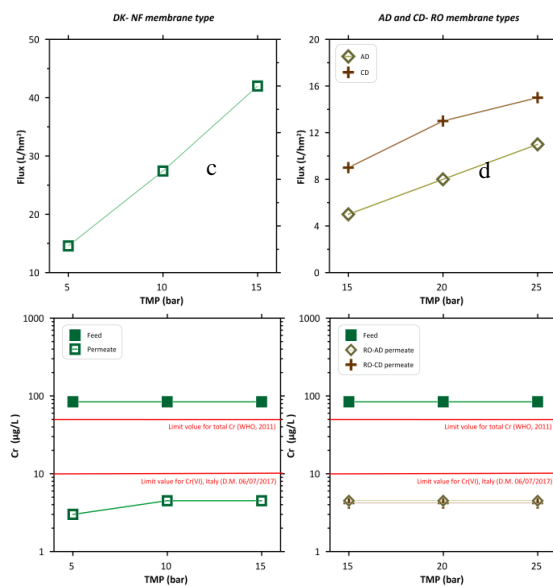 DK- NF membrane type
50
40
30
20
10
Flux (L/hm²)
c
5
10
15
TMP (bar)
AD and CD- RO membrane types
20
16
12
8
4
0
Flux (L/hm²)
AD
CD
d
15
20
25
TMP (bar)
1000
100
10
1
Cr (µg/L)
Feed
Permeate
Limit value for total Cr (WHO, 2011)
Limit value for Cr(VI), Italy (D.M. 06/07/2017)
5
10
15
TMP (bar)
1000
100
10
1
Feed
RO-AD permeate
RO-CD permeate
Limit value for total Cr (WHO, 2011)
Limit value for Cr(VI), Italy (D.M. 06/07/2017)
15
20
25
TMP (bar)